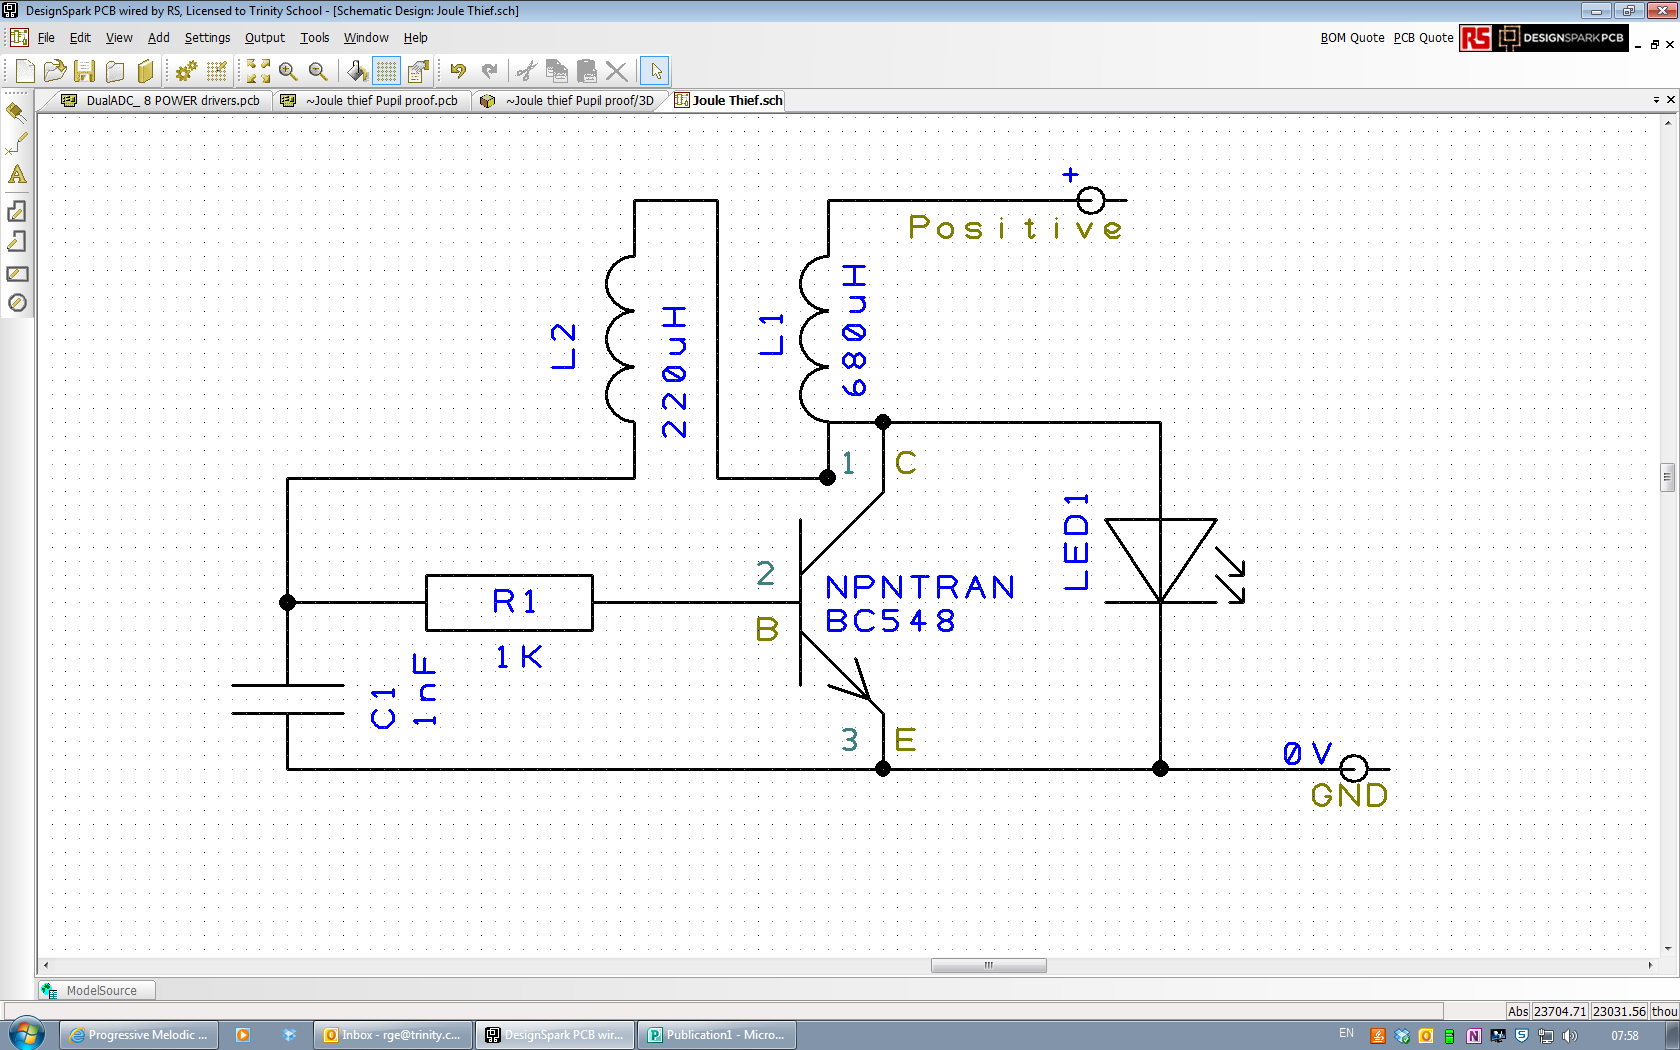 DesignSpark PCB wired by RS, Licensed to Trinity School - [Schematic Design: Joule Thief.sch]
File Edit View Add Settings Output Tools Window Help
BOM Quote PCB Quote RS DESIGNSPARK PCB
DualADC_ 8 POWER drivers.pcb ~Joule thief Pupil proof.pcb ~Joule thief Pupil proof/3D Joule Thief.sch
+
Positive
L2
220uH
L1
680uH
1 C
LED1
2
NPNTRAN
R1
BC548
B
1K
C1
1nF
3 E
0V
GND
ModelSource
Abs 23704.71 23031.56 thou
Progressive Melodic ... Inbox - rge@trinity.c... DesignSpark PCB wir... Publication1 - Micro... EN 07:58